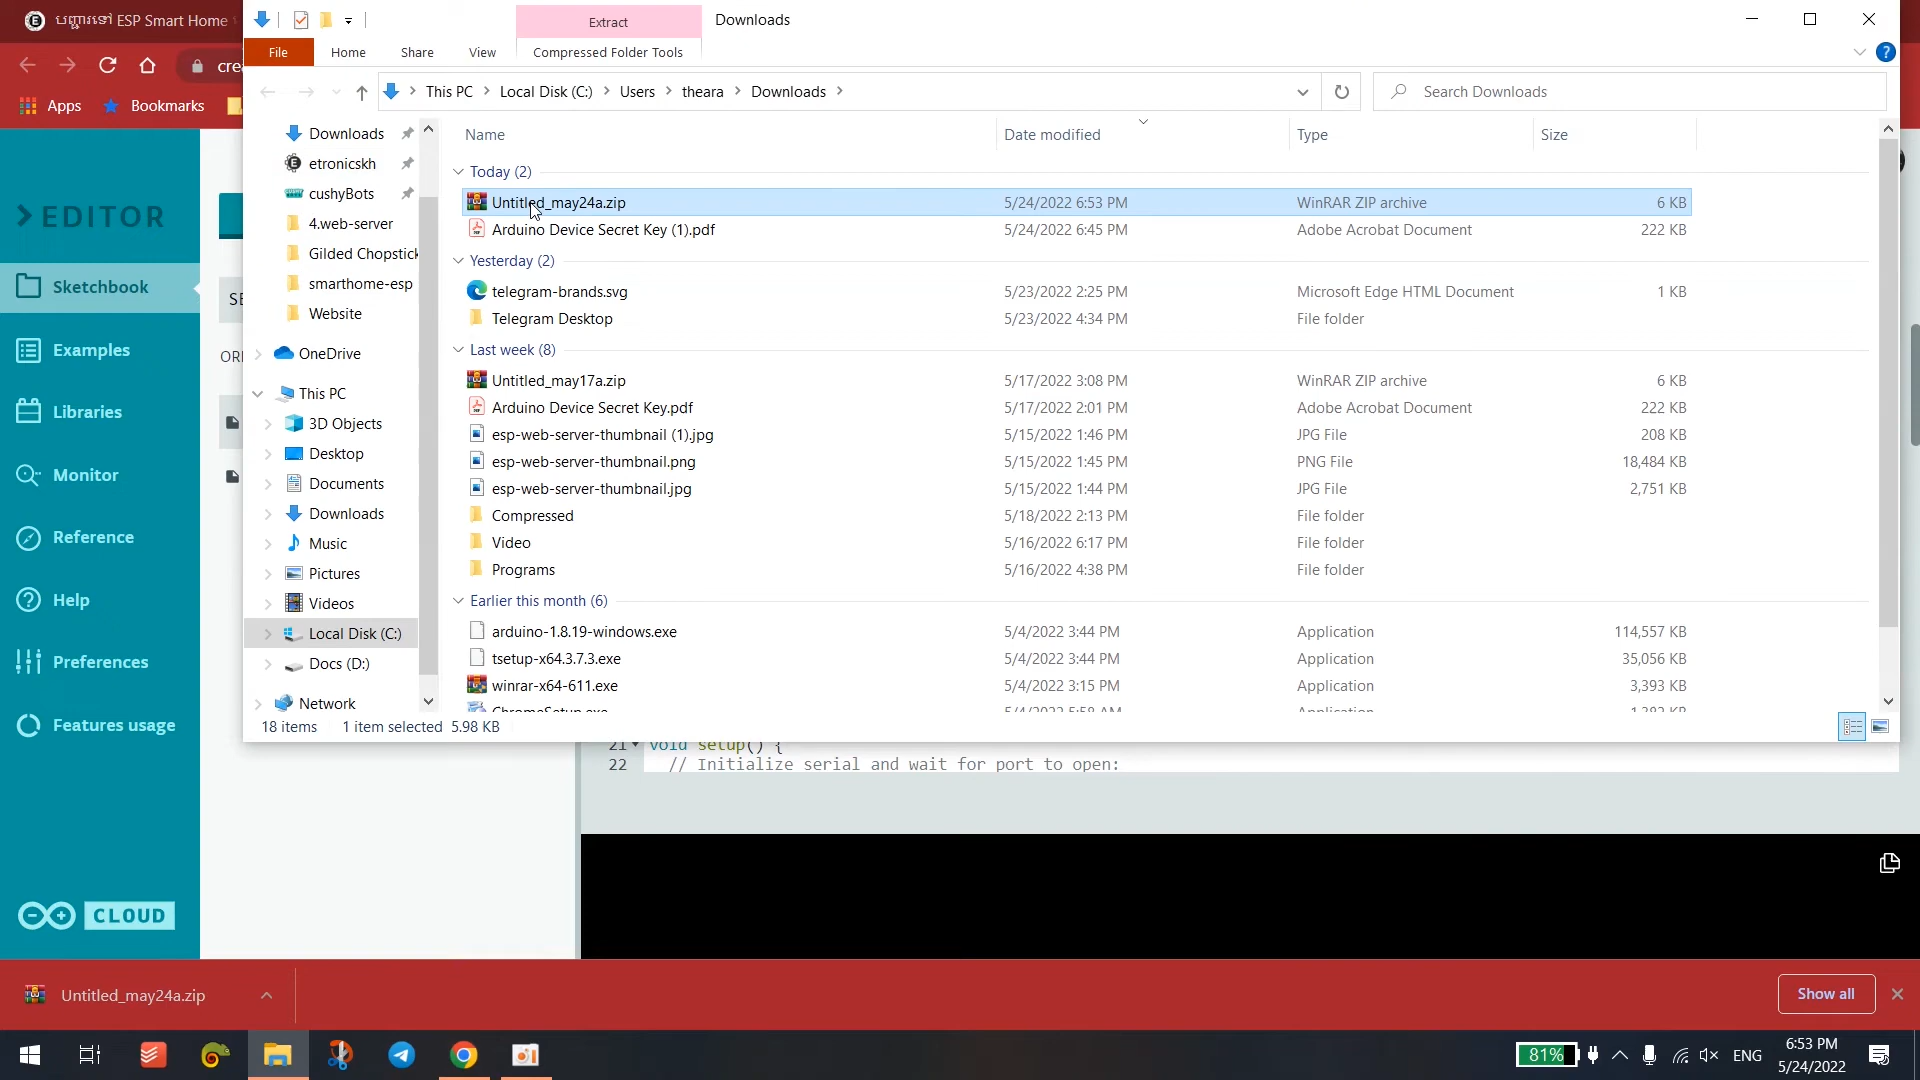 បញ្ជារទៅ ESP Smart Home
Extract
Downloads
File
Home
Share
View
Compressed Folder Tools
This PC
Local Disk (C:)
Users
theara
Downloads
Search Downloads
Apps
Bookmarks
EDITOR
Sketchbook
Examples
Libraries
Monitor
Reference
Help
Preferences
Features usage
CLOUD
Downloads
etronicskh
cushyBots
4.web-server
Gilded Chopstick
smarthome-esp
Website
OneDrive
This PC
3D Objects
Desktop
Documents
Downloads
Music
Pictures
Videos
Local Disk (C:)
Docs (D:)
Network
Name Date modified Type Size
Today (2)
Untitled_may24a.zip 5/24/2022 6:53 PM WinRAR ZIP archive 6 KB
Arduino Device Secret Key (1).pdf 5/24/2022 6:45 PM Adobe Acrobat Document 222 KB
Yesterday (2)
telegram-brands.svg 5/23/2022 2:25 PM Microsoft Edge HTML Document 1 KB
Telegram Desktop 5/23/2022 4:34 PM File folder
Last week (8)
Untitled_may17a.zip 5/17/2022 3:08 PM WinRAR ZIP archive 6 KB
Arduino Device Secret Key.pdf 5/17/2022 2:01 PM Adobe Acrobat Document 222 KB
esp-web-server-thumbnail (1).jpg 5/15/2022 1:46 PM JPG File 208 KB
esp-web-server-thumbnail.png 5/15/2022 1:45 PM PNG File 18,484 KB
esp-web-server-thumbnail.jpg 5/15/2022 1:44 PM JPG File 2,751 KB
Compressed 5/18/2022 2:13 PM File folder
Video 5/16/2022 6:17 PM File folder
Programs 5/16/2022 4:38 PM File folder
Earlier this month (6)
arduino-1.8.19-windows.exe 5/4/2022 3:44 PM Application 114,557 KB
tsetup-x64.3.7.3.exe 5/4/2022 3:44 PM Application 35,056 KB
winrar-x64-611.exe 5/4/2022 3:15 PM Application 3,393 KB
ChromeSetup.exe 5/4/2022 5:58 AM Application 1,382 KB
18 items 1 item selected 5.98 KB
21 void setup() {
22 // Initialize serial and wait for port to open:
Untitled_may24a.zip
Show all
81%
ENG
6:53 PM
5/24/2022